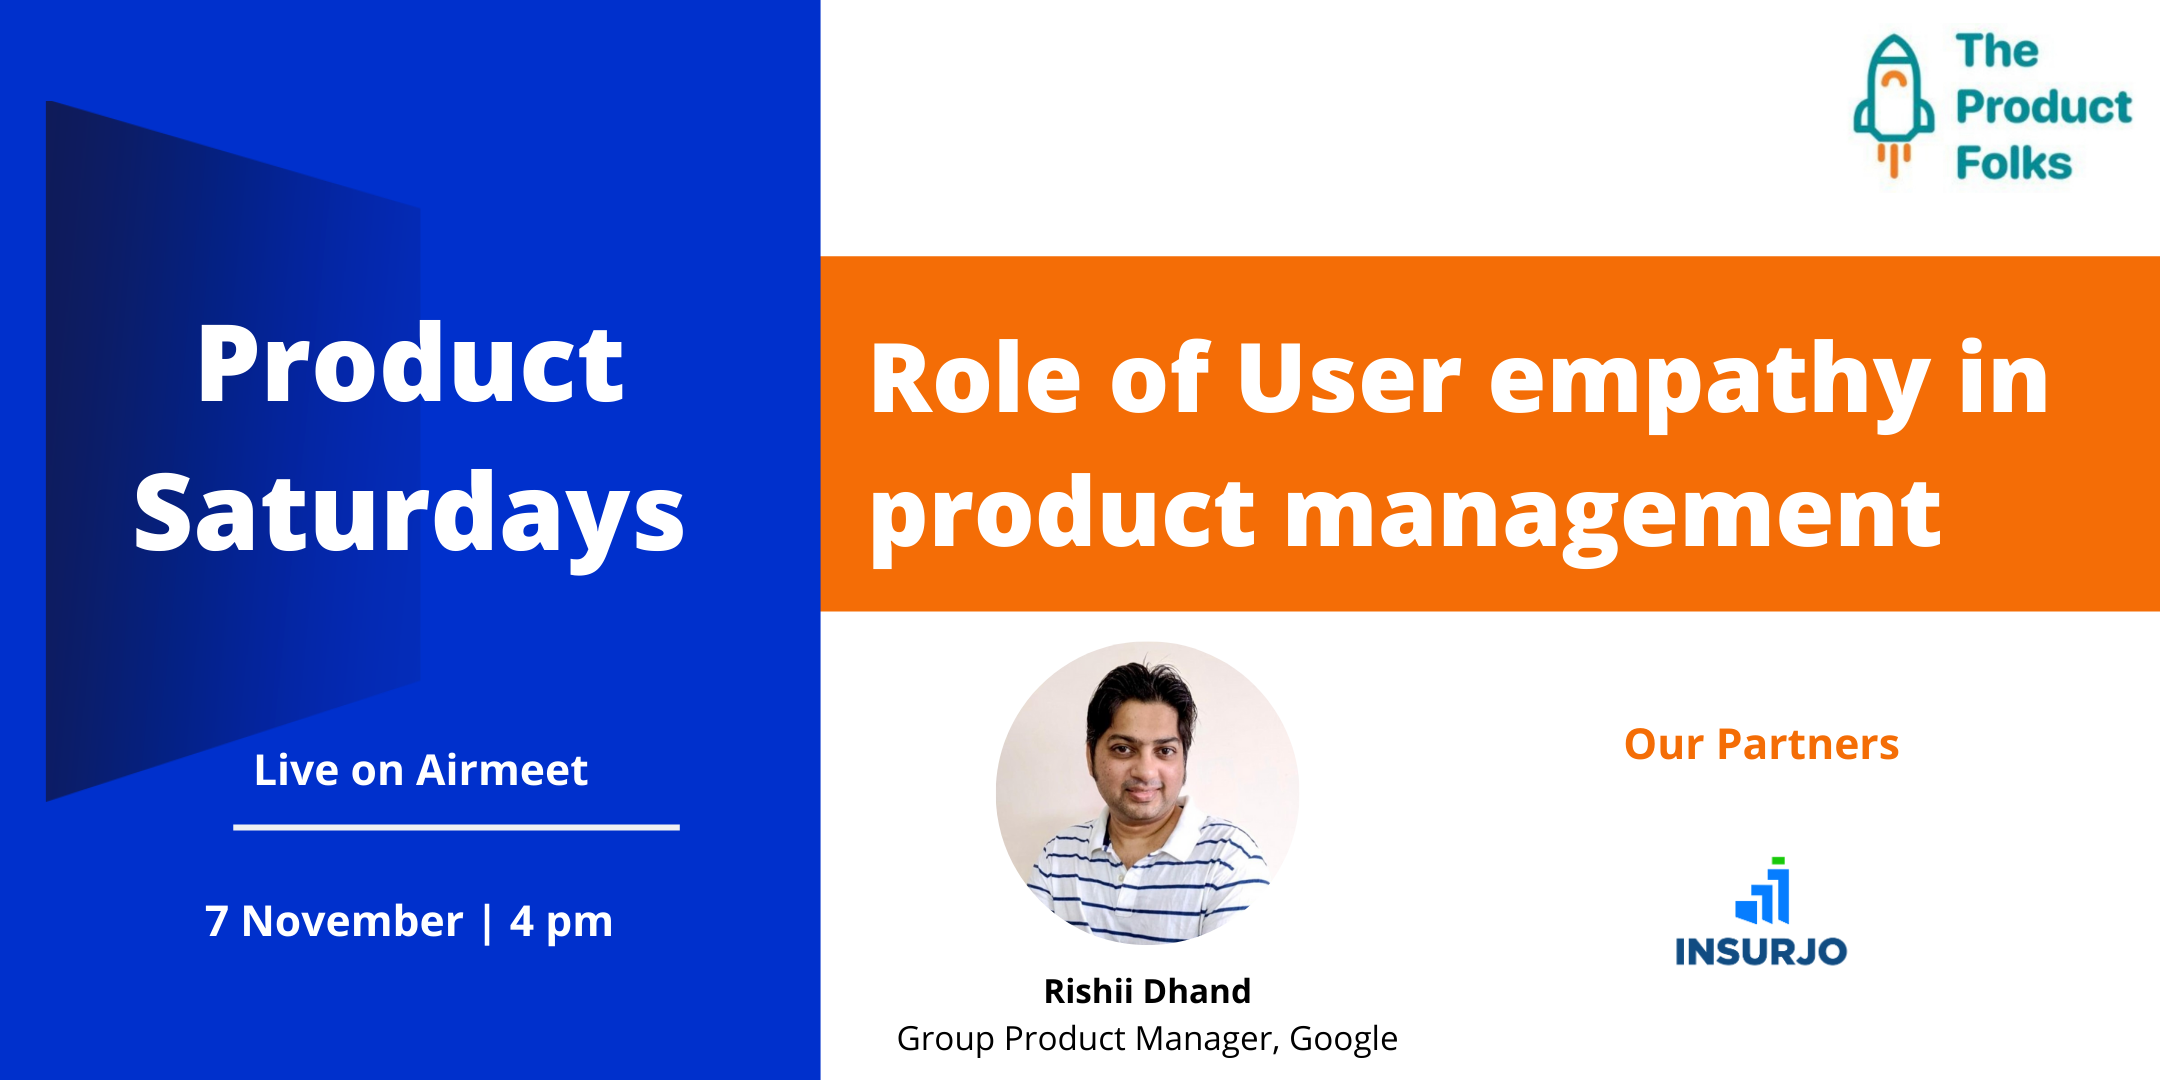 Product
Saturdays
Live on Airmeet
7 November | 4 pm
The
Product
Folks
Role of User empathy in
product management
Rishii Dhand
Group Product Manager, Google
Our Partners
INSURJO